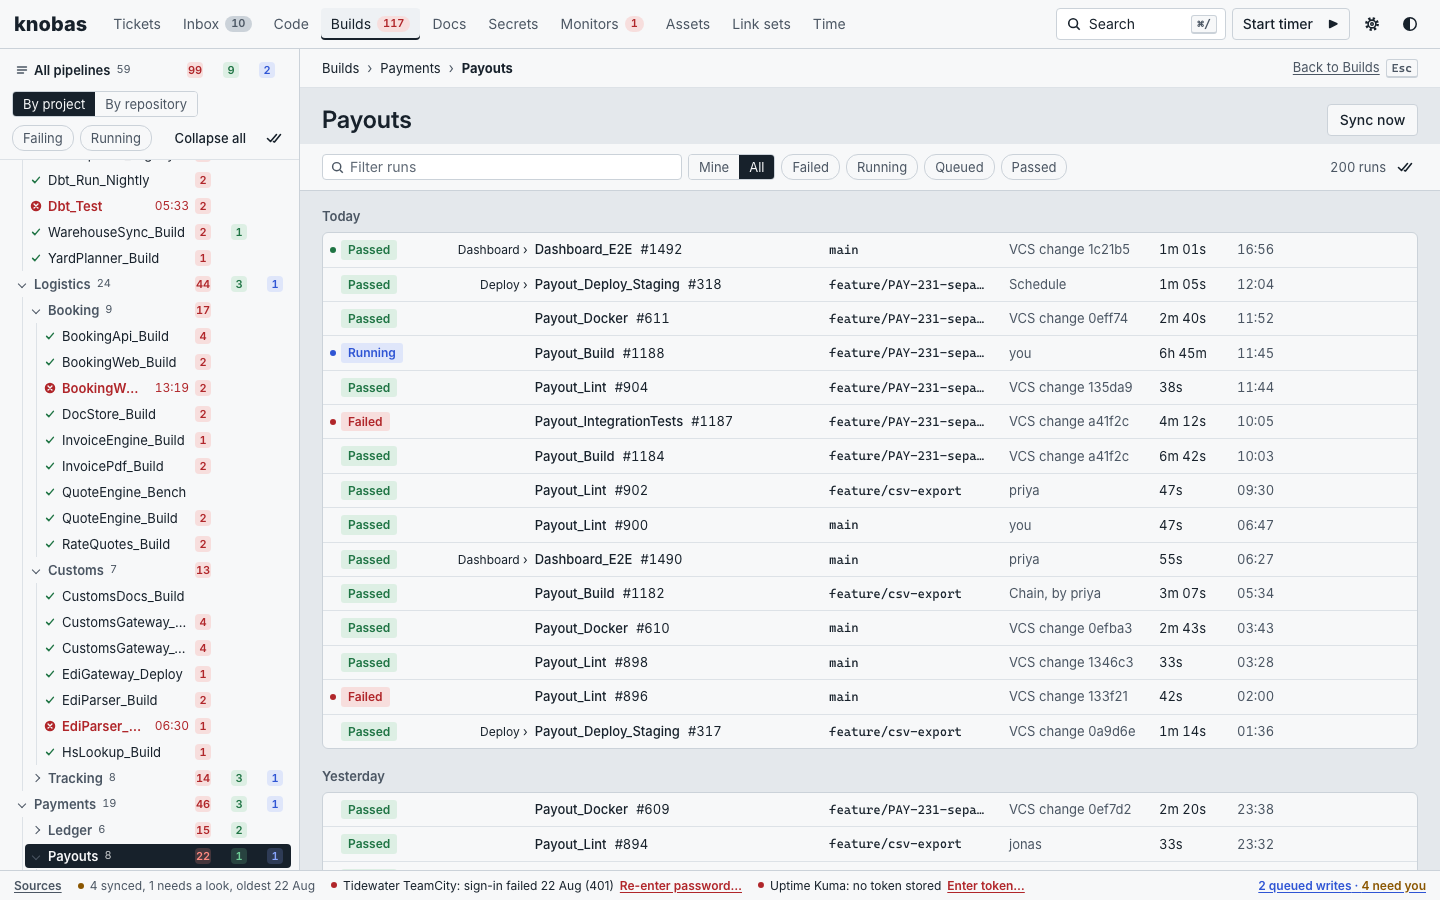 knobas Tickets Inbox 10 Code Builds 117 Docs Secrets Monitors 1 Assets Link sets Time Search ⌘/ Start timer
All pipelines 59 99 9 2
By project By repository
Failing Running Collapse all
Dbt_Run_Nightly 2
Dbt_Test 05:33 2
WarehouseSync_Build 2 1
YardPlanner_Build 1
Logistics 24 44 3 1
Booking 9 17
BookingApi_Build 4
BookingWeb_Build 2
BookingW... 13:19 2
DocStore_Build 2
InvoiceEngine_Build 1
InvoicePdf_Build 2
QuoteEngine_Bench
QuoteEngine_Build 2
RateQuotes_Build 2
Customs 7 13
CustomsDocs_Build
CustomsGateway_... 4
CustomsGateway_... 4
EdiGateway_Deploy 1
EdiParser_Build 2
EdiParser_... 06:30 1
HsLookup_Build 1
Tracking 8 14 3 1
Payments 19 46 3 1
Ledger 6 15 2
Payouts 8 22 1 1
Builds › Payments › Payouts Back to Builds Esc
Payouts Sync now
Filter runs Mine All Failed Running Queued Passed 200 runs
Today
Passed Dashboard › Dashboard_E2E #1492 main VCS change 1c21b5 1m 01s 16:56
Passed Deploy › Payout_Deploy_Staging #318 feature/PAY-231-sepa… Schedule 1m 05s 12:04
Passed Payout_Docker #611 feature/PAY-231-sepa… VCS change 0eff74 2m 40s 11:52
Running Payout_Build #1188 feature/PAY-231-sepa… you 6h 45m 11:45
Passed Payout_Lint #904 feature/PAY-231-sepa… VCS change 135da9 38s 11:44
Failed Payout_IntegrationTests #1187 feature/PAY-231-sepa… VCS change a41f2c 4m 12s 10:05
Passed Payout_Build #1184 feature/PAY-231-sepa… VCS change a41f2c 6m 42s 10:03
Passed Payout_Lint #902 feature/csv-export priya 47s 09:30
Passed Payout_Lint #900 main you 47s 06:47
Passed Dashboard › Dashboard_E2E #1490 main priya 55s 06:27
Passed Payout_Build #1182 feature/csv-export Chain, by priya 3m 07s 05:34
Passed Payout_Docker #610 main VCS change 0efba3 2m 43s 03:43
Passed Payout_Lint #898 main VCS change 1346c3 33s 03:28
Failed Payout_Lint #896 main VCS change 133f21 42s 02:00
Passed Deploy › Payout_Deploy_Staging #317 feature/csv-export VCS change 0a9d6e 1m 14s 01:36
Yesterday
Passed Payout_Docker #609 feature/PAY-231-sepa… VCS change 0ef7d2 2m 20s 23:38
Passed Payout_Lint #894 feature/csv-export jonas 33s 23:32
Sources 4 synced, 1 needs a look, oldest 22 Aug Tidewater TeamCity: sign-in failed 22 Aug (401) Re-enter password… Uptime Kuma: no token stored Enter token… 2 queued writes · 4 need you